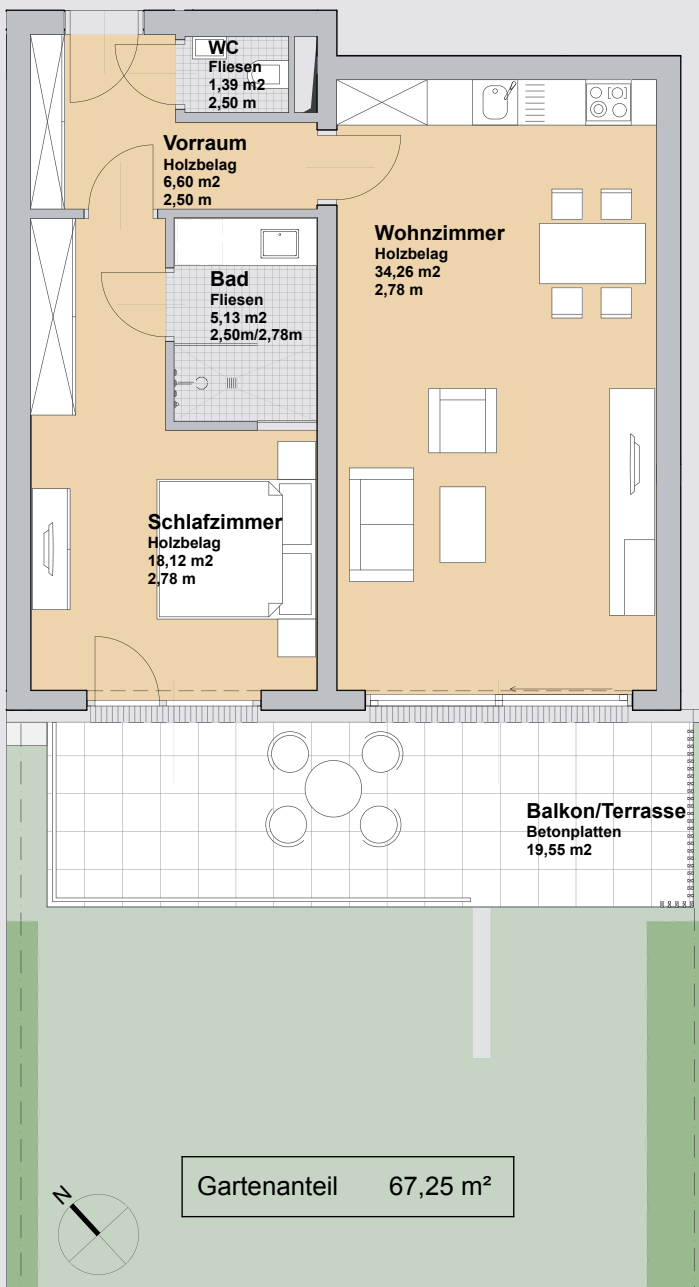 WC
Fliesen
1,39 m2
2,50 m
Vorraum
Holzbelag
6,60 m2
2,50 m
Wohnzimmer
Holzbelag
34,26 m2
2,78 m
Bad
Fliesen
5,13 m2
2,50m/2,78m
Schlafzimmer
Holzbelag
18,12 m2
2,78 m
Balkon/Terrasse
Betonplatten
19,55 m2
Gartenanteil 67,25 m²
N